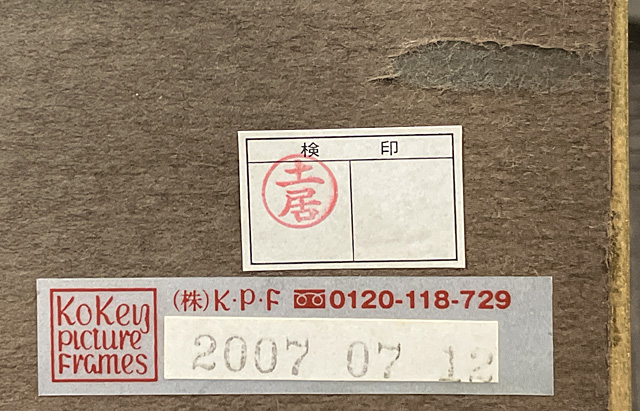 検 印
土居
KoKey
picture
Frames
(株)K・P・F 0120-118-729
2007 07 12